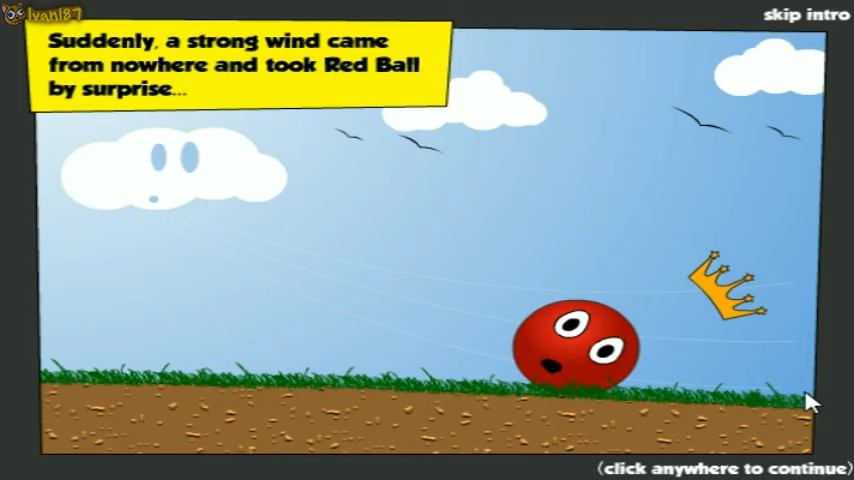 Ivan187
skip intro
Suddenly, a strong wind came
from nowhere and took Red Ball
by surprise...
(click anywhere to continue)